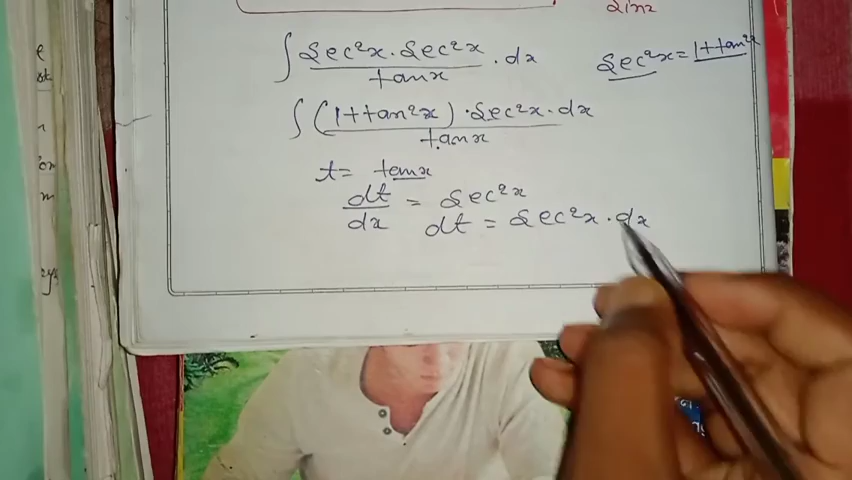 sinx
∫ sec²x·sec²x / tanx · dx
sec²x = 1+tan²x
∫ (1+tan²x)·sec²x·dx / tanx
t = tanx
dt/dx = sec²x
dt = sec²x·dx